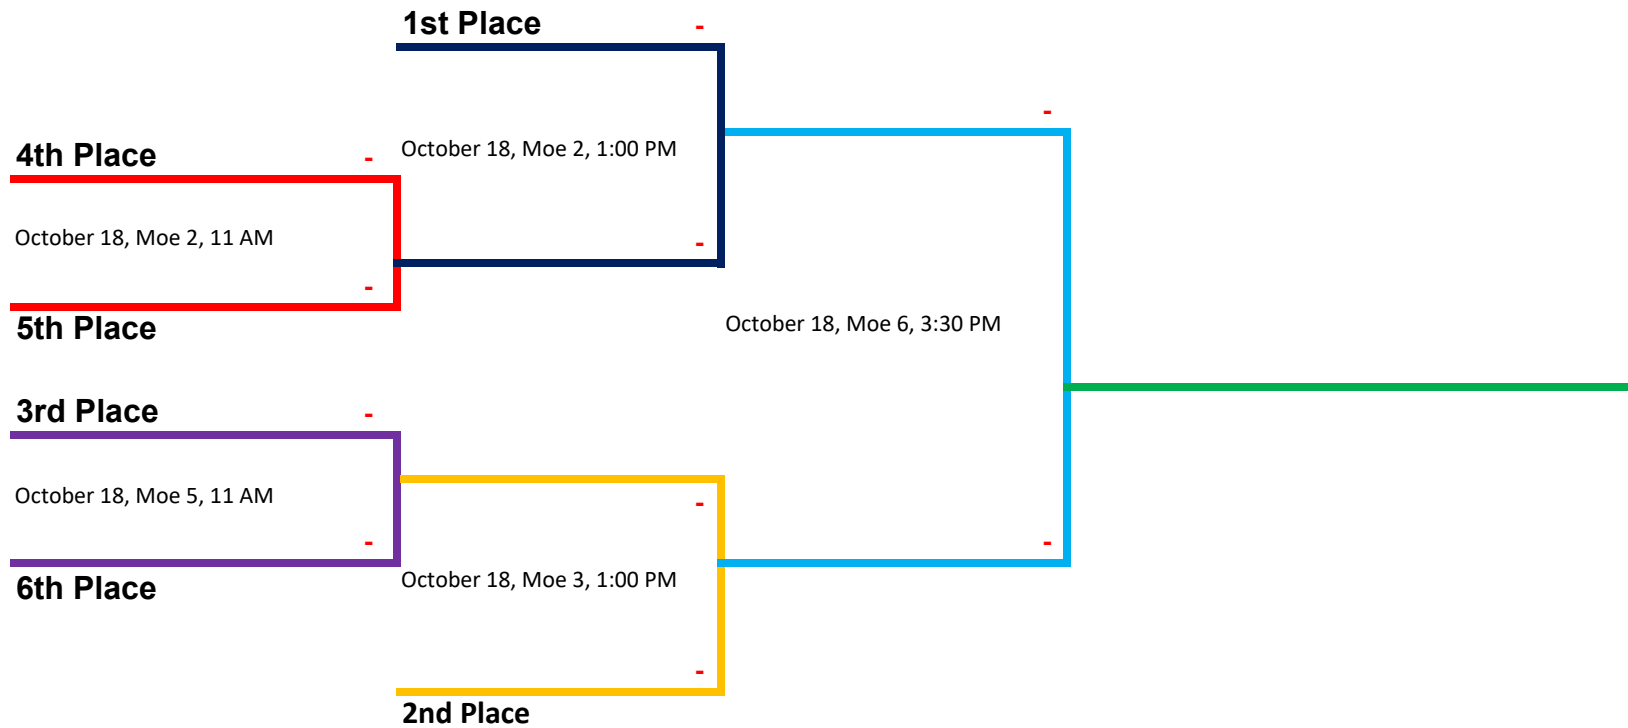 1st Place -
-
4th Place -
October 18, Moe 2, 1:00 PM
October 18, Moe 2, 11 AM
-
-
5th Place
October 18, Moe 6, 3:30 PM
3rd Place -
October 18, Moe 5, 11 AM
-
-
-
6th Place
October 18, Moe 3, 1:00 PM
-
2nd Place